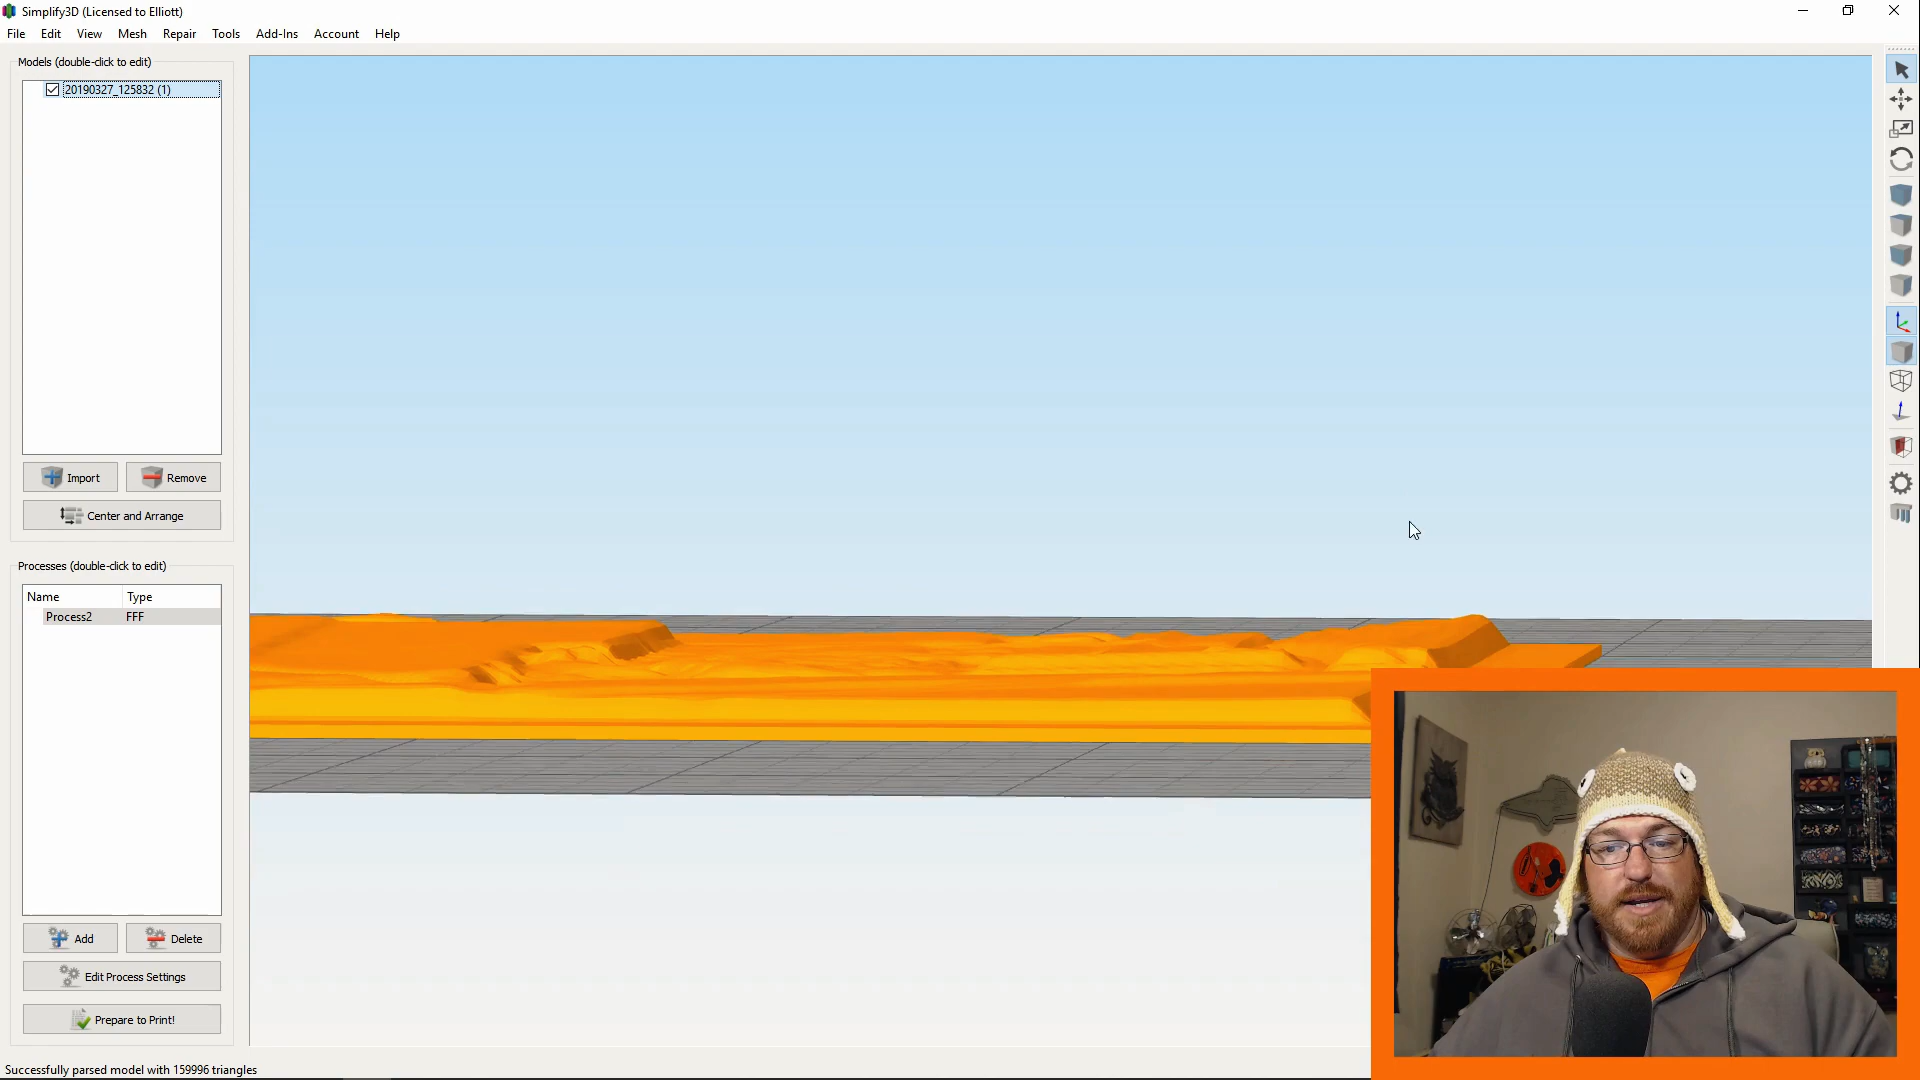 Simplify3D (Licensed to Elliott)
File Edit View Mesh Repair Tools Add-Ins Account Help
Models (double-click to edit)
20190327_125832 (1)
Import Remove
Center and Arrange
Processes (double-click to edit)
Name Type
Process2 FFF
Add Delete
Edit Process Settings
Prepare to Print!
Successfully parsed model with 159996 triangles